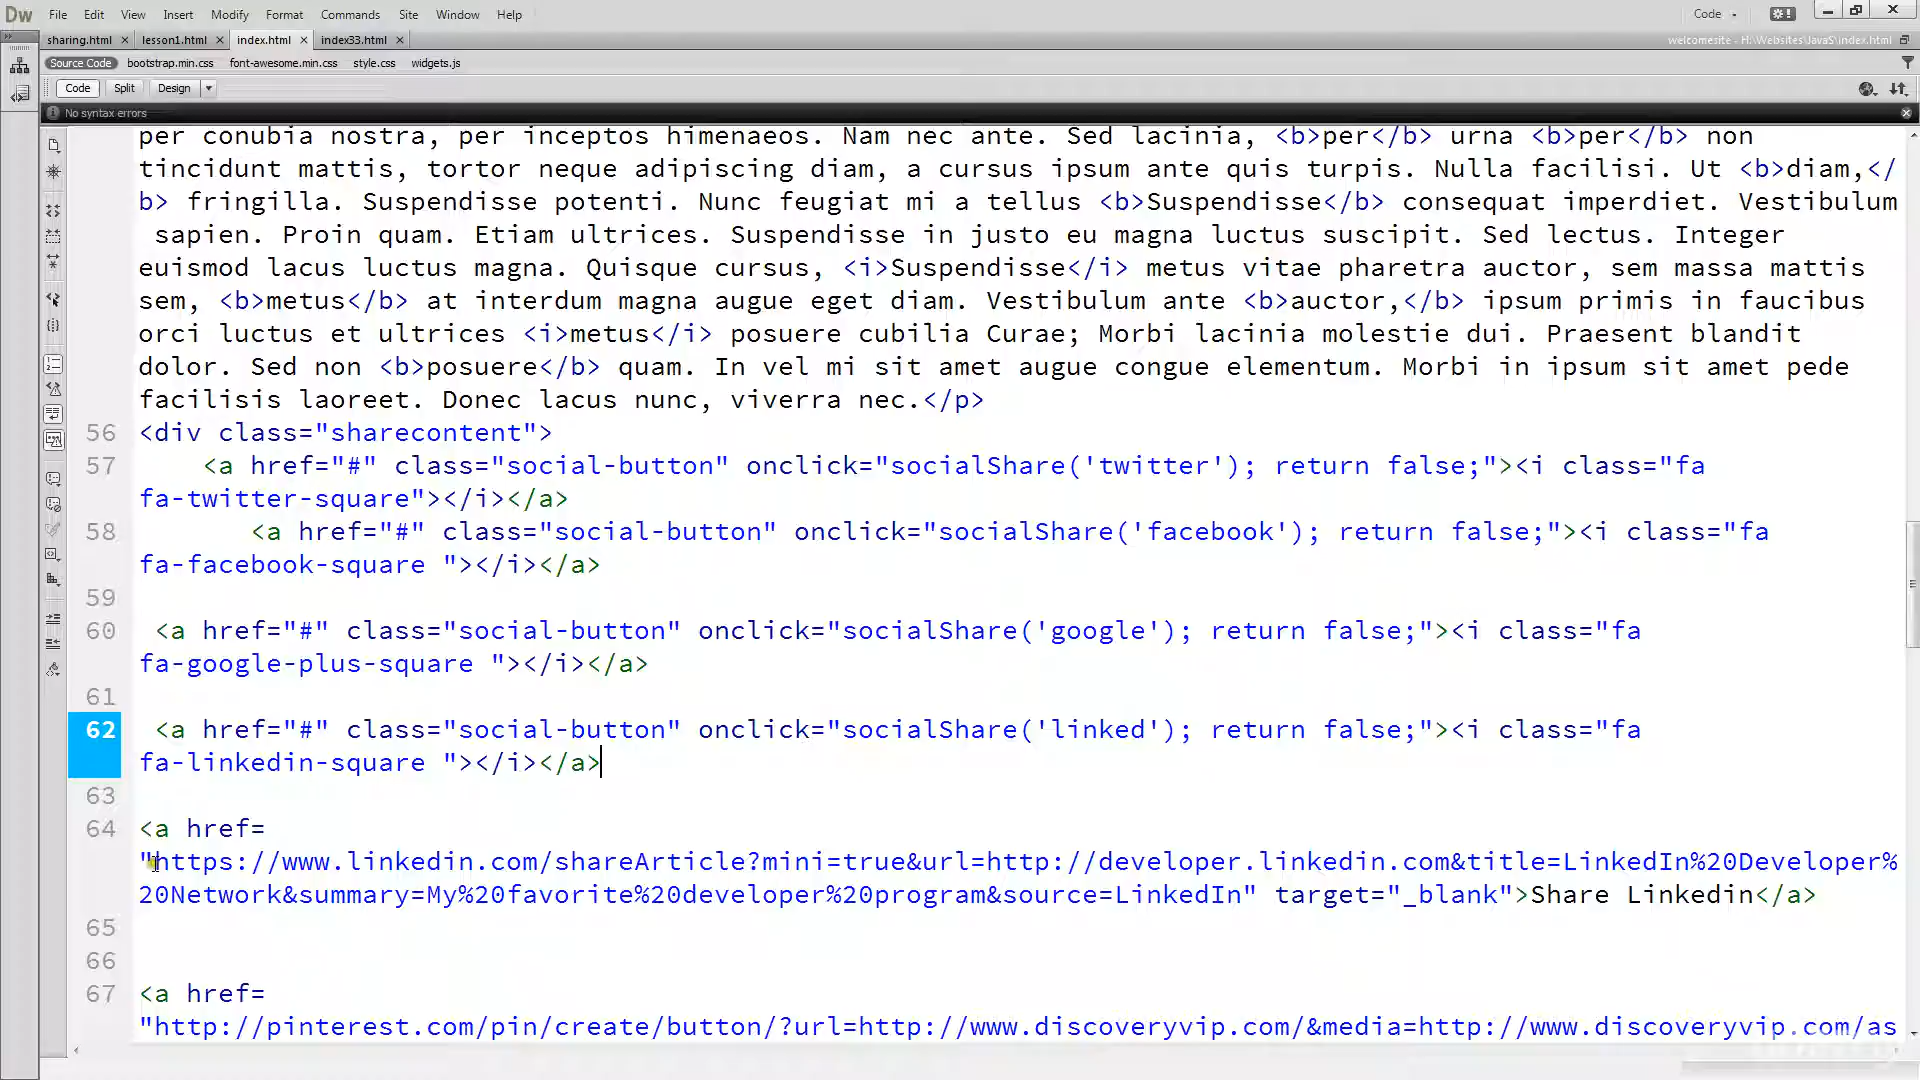 Dw File Edit View Insert Modify Format Commands Site Window Help Code
sharing.html lesson1.html index.html index33.html welcomesite - H:\Websites\JavaS\index.html
Source Code bootstrap.min.css font-awesome.min.css style.css widgets.js
Code Split Design
No syntax errors
per conubia nostra, per inceptos himenaeos. Nam nec ante. Sed lacinia, <b>per</b> urna <b>per</b> non
tincidunt mattis, tortor neque adipiscing diam, a cursus ipsum ante quis turpis. Nulla facilisi. Ut <b>diam,</
b> fringilla. Suspendisse potenti. Nunc feugiat mi a tellus <b>Suspendisse</b> consequat imperdiet. Vestibulum
sapien. Proin quam. Etiam ultrices. Suspendisse in justo eu magna luctus suscipit. Sed lectus. Integer
euismod lacus luctus magna. Quisque cursus, <i>Suspendisse</i> metus vitae pharetra auctor, sem massa mattis
sem, <b>metus</b> at interdum magna augue eget diam. Vestibulum ante <b>auctor,</b> ipsum primis in faucibus
orci luctus et ultrices <i>metus</i> posuere cubilia Curae; Morbi lacinia molestie dui. Praesent blandit
dolor. Sed non <b>posuere</b> quam. In vel mi sit amet augue congue elementum. Morbi in ipsum sit amet pede
facilisis laoreet. Donec lacus nunc, viverra nec.</p>
56 <div class="sharecontent">
57 <a href="#" class="social-button" onclick="socialShare('twitter'); return false;"><i class="fa
fa-twitter-square"></i></a>
58 <a href="#" class="social-button" onclick="socialShare('facebook'); return false;"><i class="fa
fa-facebook-square "></i></a>
59
60 <a href="#" class="social-button" onclick="socialShare('google'); return false;"><i class="fa
fa-google-plus-square "></i></a>
61
62 <a href="#" class="social-button" onclick="socialShare('linked'); return false;"><i class="fa
fa-linkedin-square "></i></a>
63
64 <a href=
"https://www.linkedin.com/shareArticle?mini=true&url=http://developer.linkedin.com&title=LinkedIn%20Developer%
20Network&summary=My%20favorite%20developer%20program&source=LinkedIn" target="_blank">Share Linkedin</a>
65
66
67 <a href=
"http://pinterest.com/pin/create/button/?url=http://www.discoveryvip.com/&media=http://www.discoveryvip.com/as